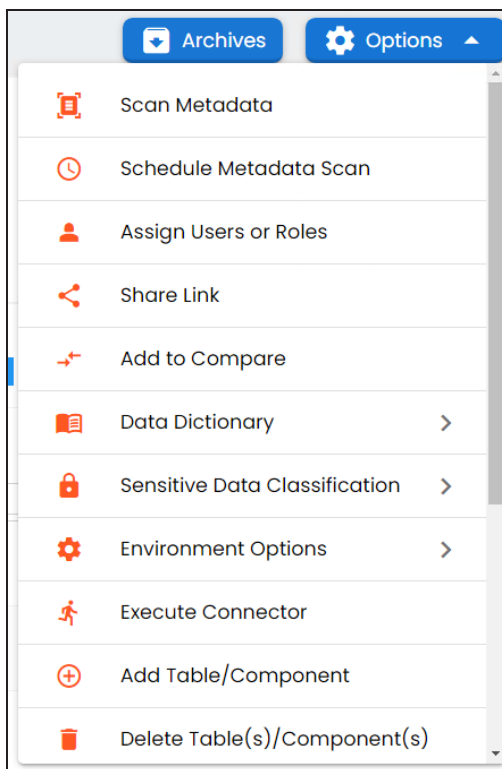 Archives
Options
Scan Metadata
Schedule Metadata Scan
Assign Users or Roles
Share Link
Add to Compare
Data Dictionary
Sensitive Data Classification
Environment Options
Execute Connector
Add Table/Component
Delete Table(s)/Component(s)